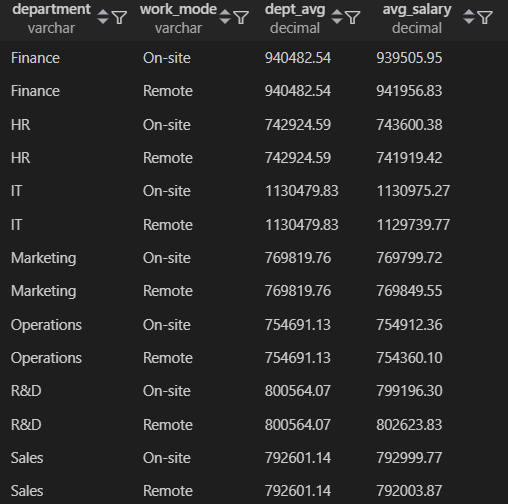 department work_mode dept_avg avg_salary
varchar varchar decimal decimal
Finance On-site 940482.54 939505.95
Finance Remote 940482.54 941956.83
HR On-site 742924.59 743600.38
HR Remote 742924.59 741919.42
IT On-site 1130479.83 1130975.27
IT Remote 1130479.83 1129739.77
Marketing On-site 769819.76 769799.72
Marketing Remote 769819.76 769849.55
Operations On-site 754691.13 754912.36
Operations Remote 754691.13 754360.10
R&D On-site 800564.07 799196.30
R&D Remote 800564.07 802623.83
Sales On-site 792601.14 792999.77
Sales Remote 792601.14 792003.87